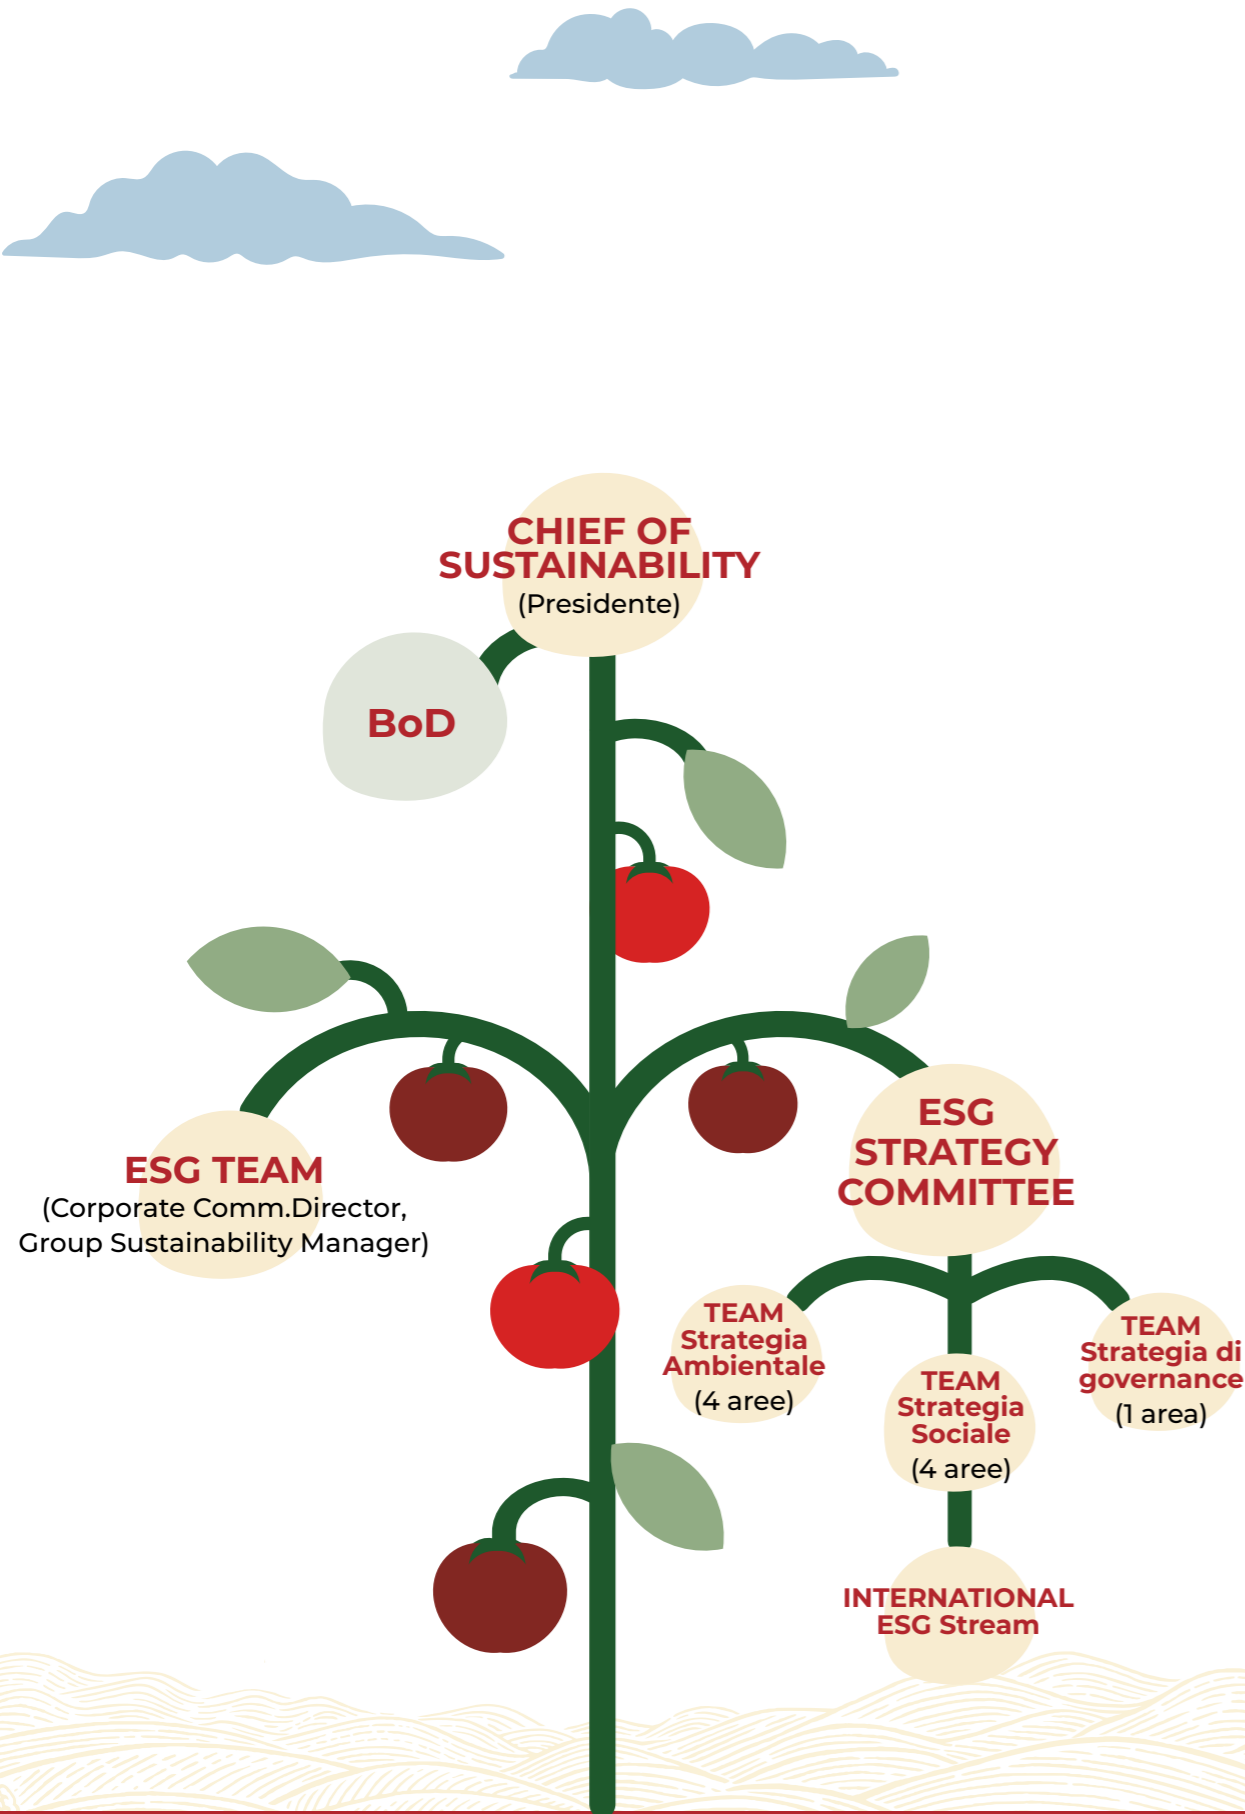 CHIEF OF
SUSTAINABILITY
(Presidente)
BoD
ESG TEAM
(Corporate Comm.Director,
Group Sustainability Manager)
ESG
STRATEGY
COMMITTEE
TEAM
Strategia
Ambientale
(4 aree)
TEAM
Strategia
Sociale
(4 aree)
TEAM
Strategia di
governance
(1 area)
INTERNATIONAL
ESG Stream